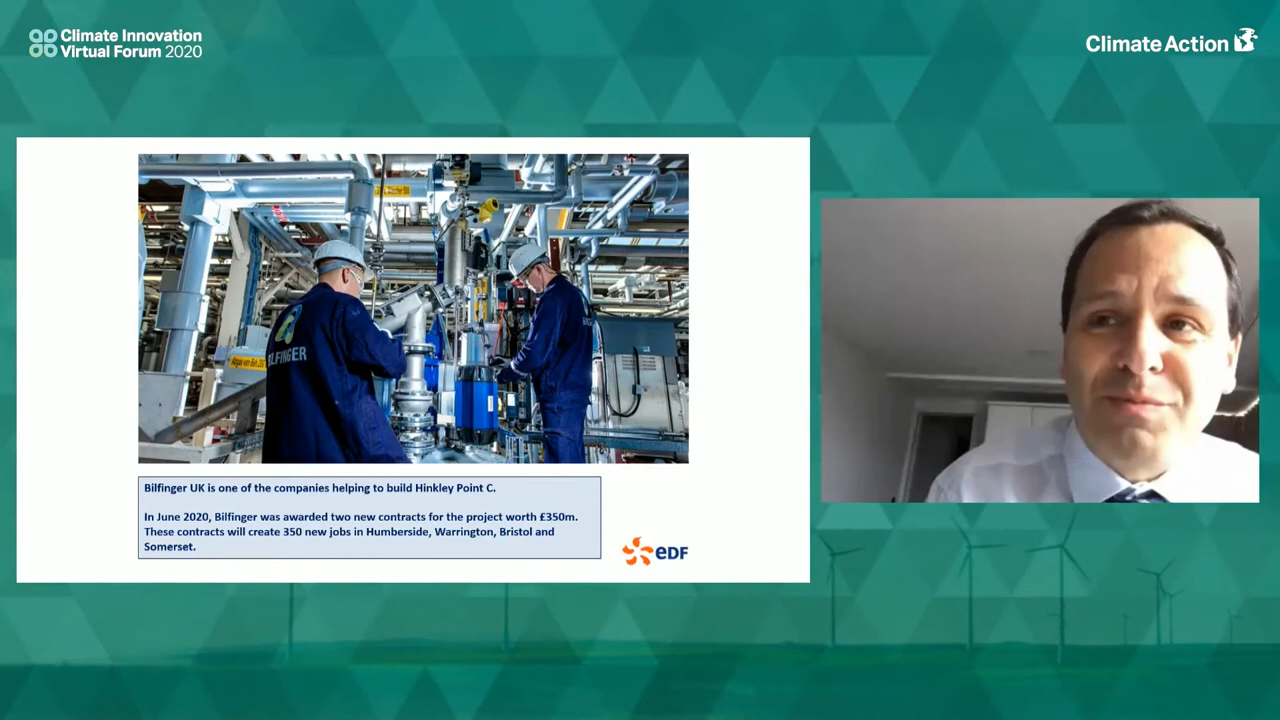 Climate Innovation
Virtual Forum 2020
Climate Action
BILFINGER
Bilfinger UK is one of the companies helping to build Hinkley Point C.
In June 2020, Bilfinger was awarded two new contracts for the project worth £350m.
These contracts will create 350 new jobs in Humberside, Warrington, Bristol and
Somerset.
eDF